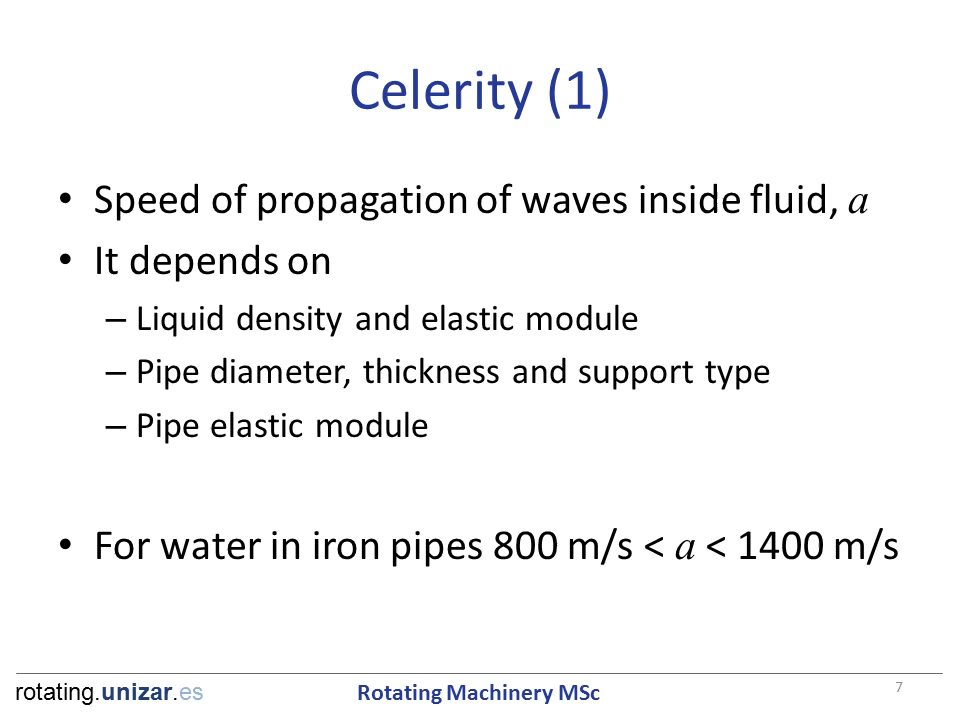 Celerity (1)
• Speed of propagation of waves inside fluid, a
• It depends on
– Liquid density and elastic module
– Pipe diameter, thickness and support type
– Pipe elastic module
• For water in iron pipes 800 m/s < a < 1400 m/s
rotating.unizar.es Rotating Machinery MSc 7